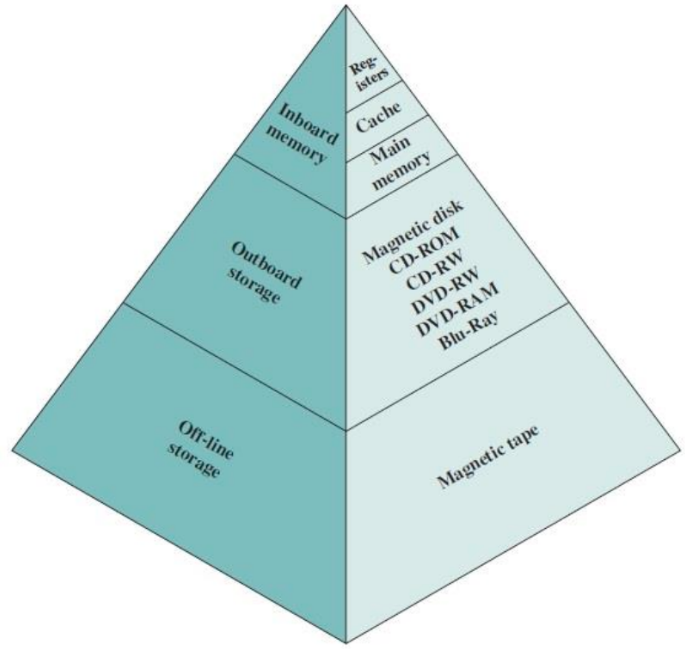 Inboard
memory
Reg-
isters
Cache
Main
memory
Outboard
storage
Magnetic disk
CD-ROM
CD-RW
DVD-RW
DVD-RAM
Blu-Ray
Off-line
storage
Magnetic tape